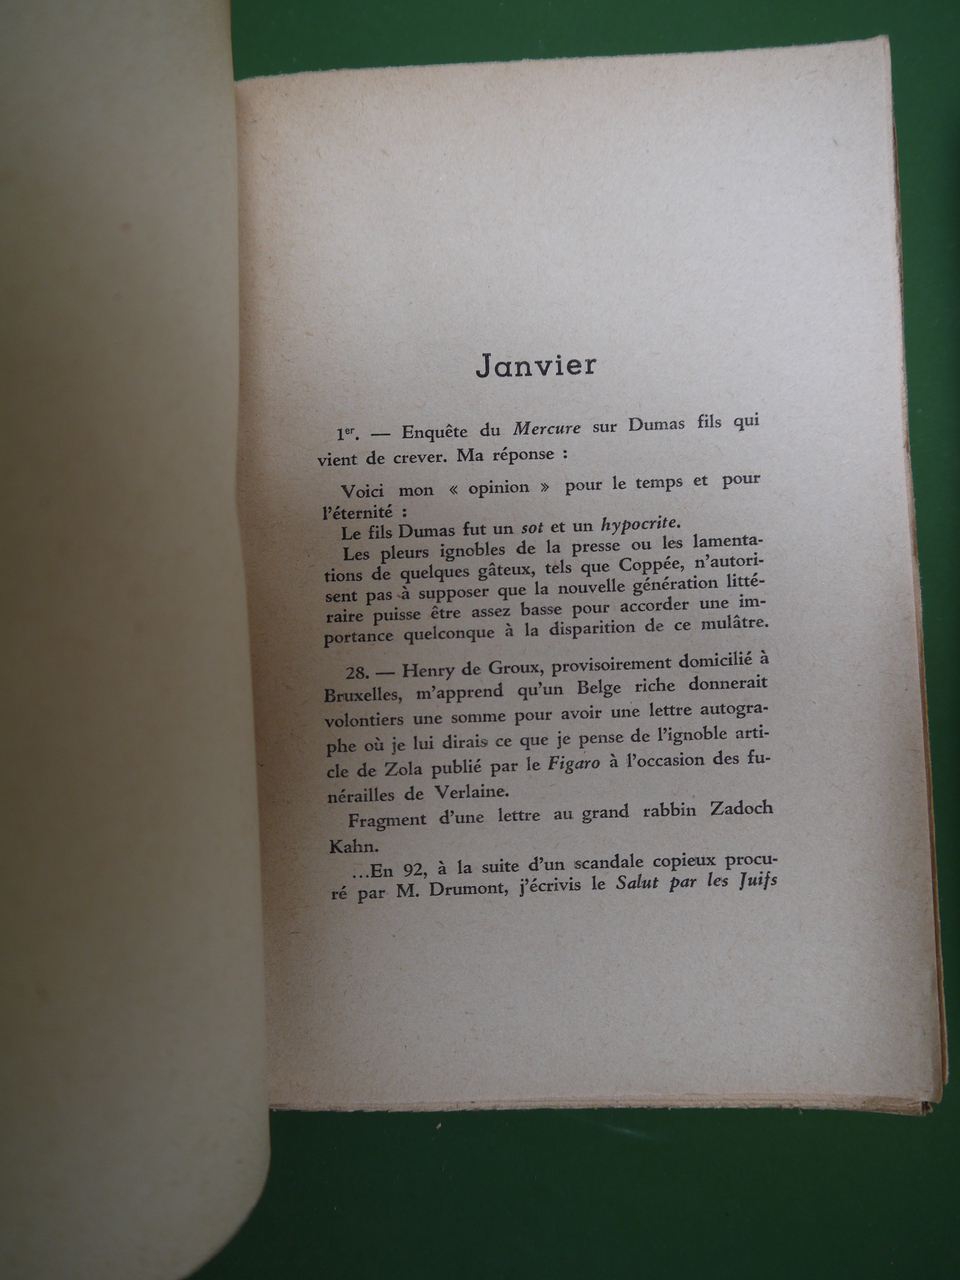 Janvier
1er. — Enquête du Mercure sur Dumas fils qui
vient de crever. Ma réponse :
Voici mon « opinion » pour le temps et pour
l'éternité :
Le fils Dumas fut un sot et un hypocrite.
Les pleurs ignobles de la presse ou les lamenta-
tions de quelques gâteux, tels que Coppée, n'autori-
sent pas à supposer que la nouvelle génération litté-
raire puisse être assez basse pour accorder une im-
portance quelconque à la disparition de ce mulâtre.
28. — Henry de Groux, provisoirement domicilié à
Bruxelles, m'apprend qu'un Belge riche donnerait
volontiers une somme pour avoir une lettre autogra-
phe où je lui dirais ce que je pense de l'ignoble arti-
cle de Zola publié par le Figaro à l'occasion des fu-
nérailles de Verlaine.
Fragment d'une lettre au grand rabbin Zadoch
Kahn.
...En 92, à la suite d'un scandale copieux procu-
ré par M. Drumont, j'écrivis le Salut par les Juifs